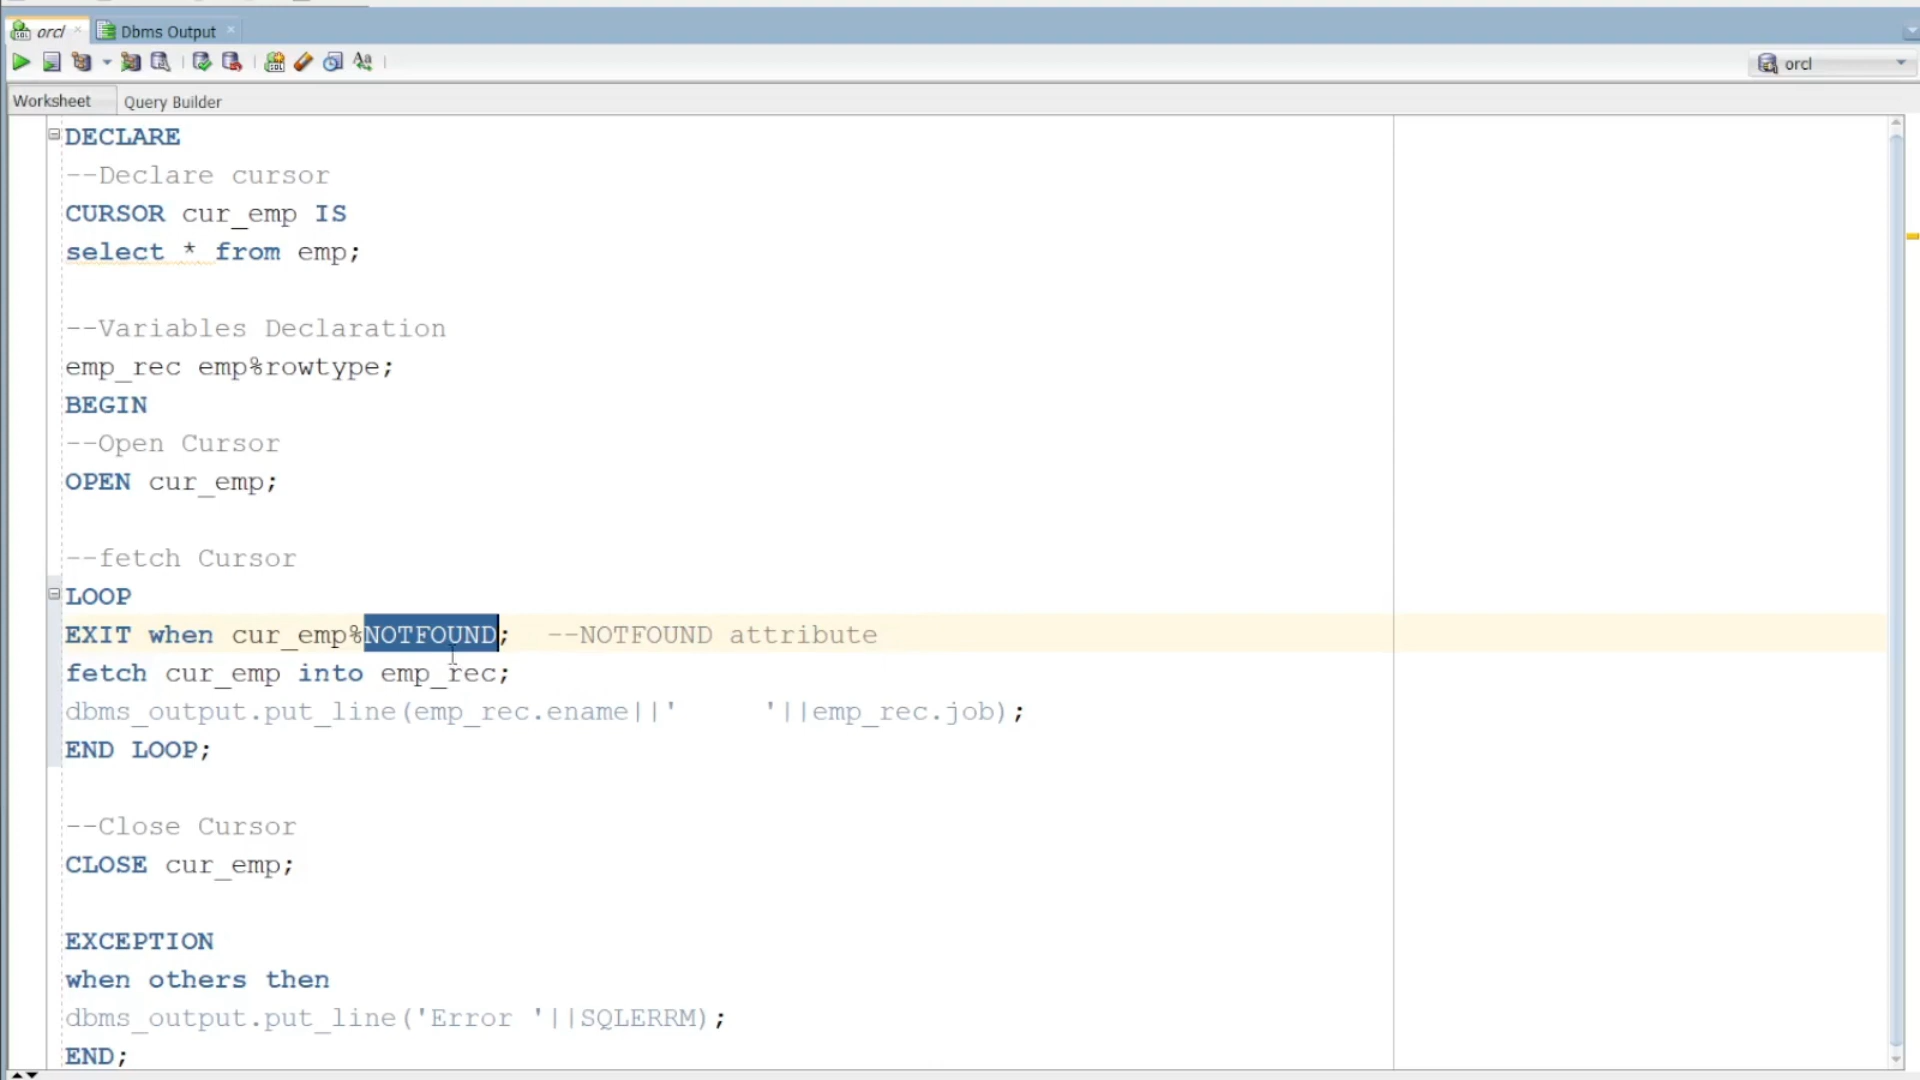 orcl
Dbms Output
orcl
Worksheet
Query Builder
DECLARE
--Declare cursor
CURSOR cur_emp IS
select * from emp;
--Variables Declaration
emp_rec emp%rowtype;
BEGIN
--Open Cursor
OPEN cur_emp;
--fetch Cursor
LOOP
EXIT when cur_emp%NOTFOUND;  --NOTFOUND attribute
fetch cur_emp into emp_rec;
dbms_output.put_line(emp_rec.ename||'     '||emp_rec.job);
END LOOP;
--Close Cursor
CLOSE cur_emp;
EXCEPTION
when others then
dbms_output.put_line('Error '||SQLERRM);
END;